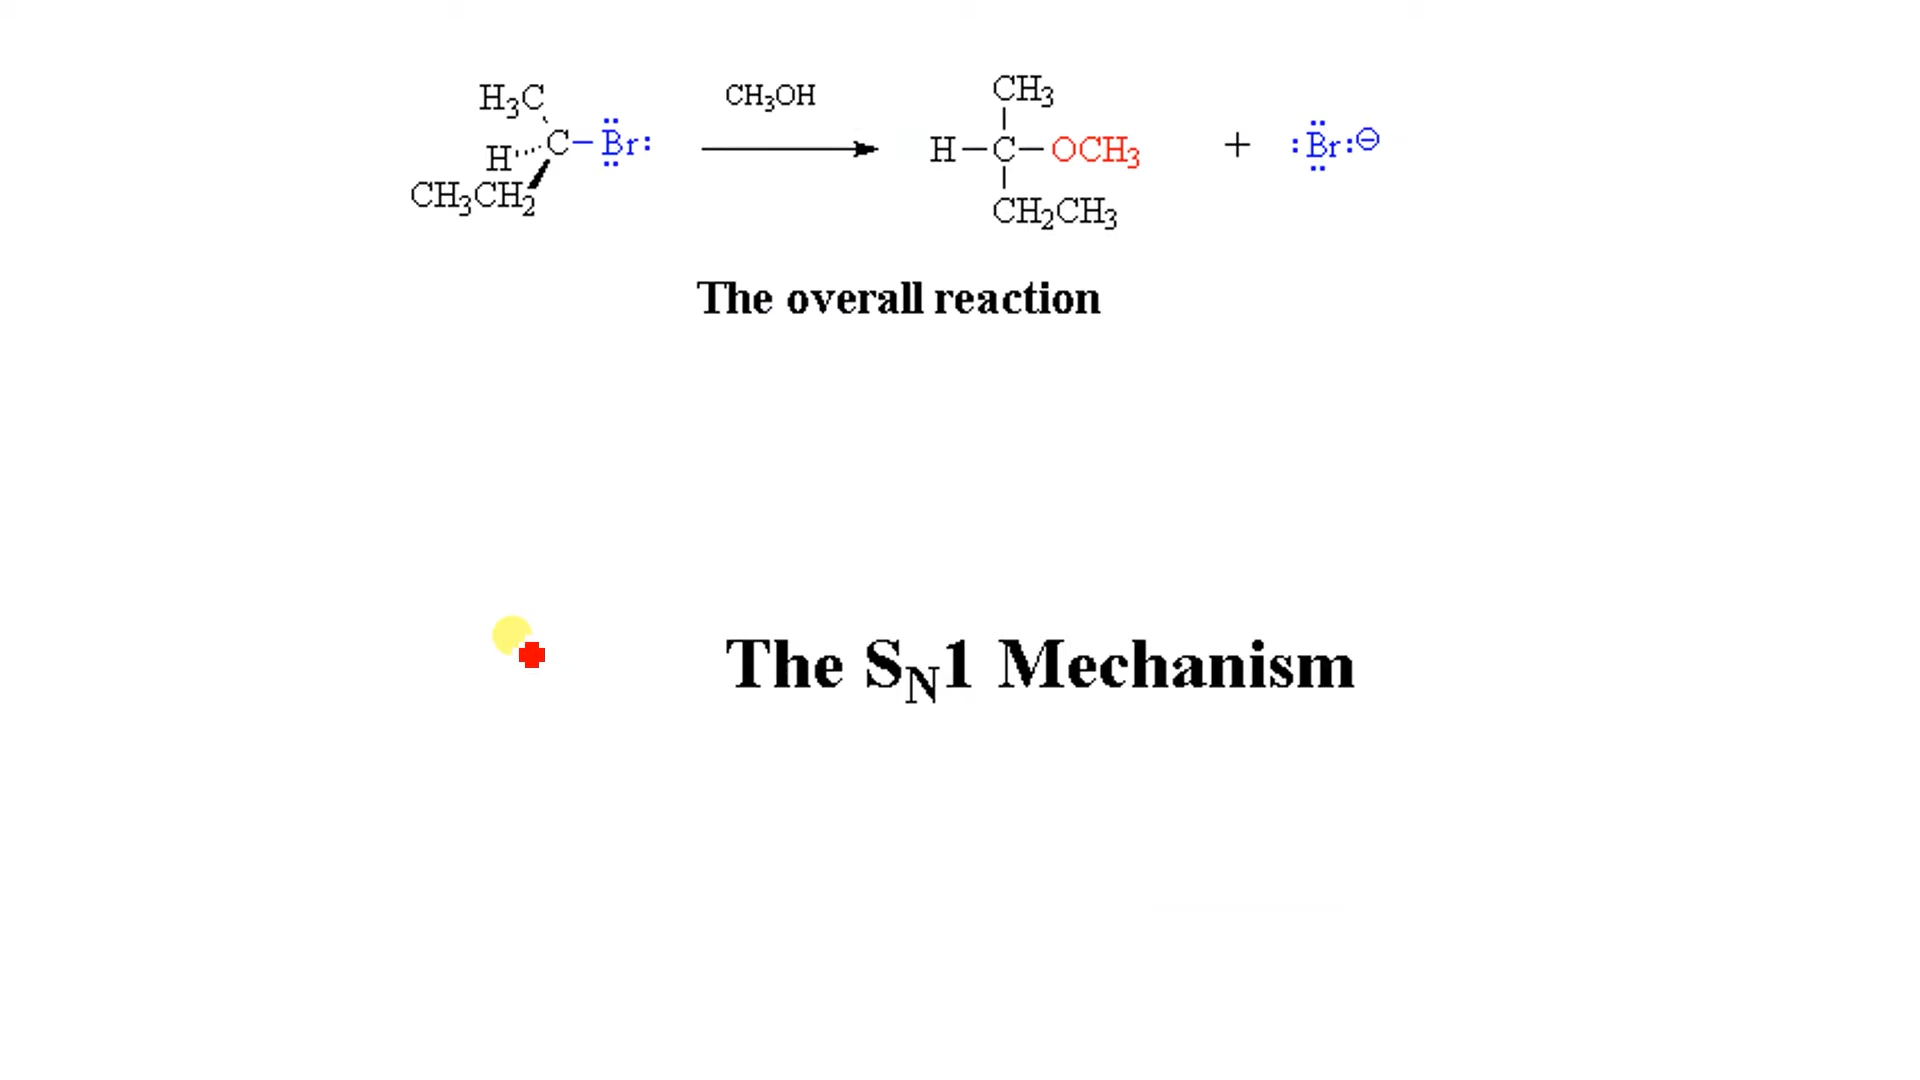 H₃C
H C–Br:
CH₃CH₂
CH₃OH
CH₃
H–C–OCH₃ + :Br:⊖
CH₂CH₃
The overall reaction
The Sₙ1 Mechanism